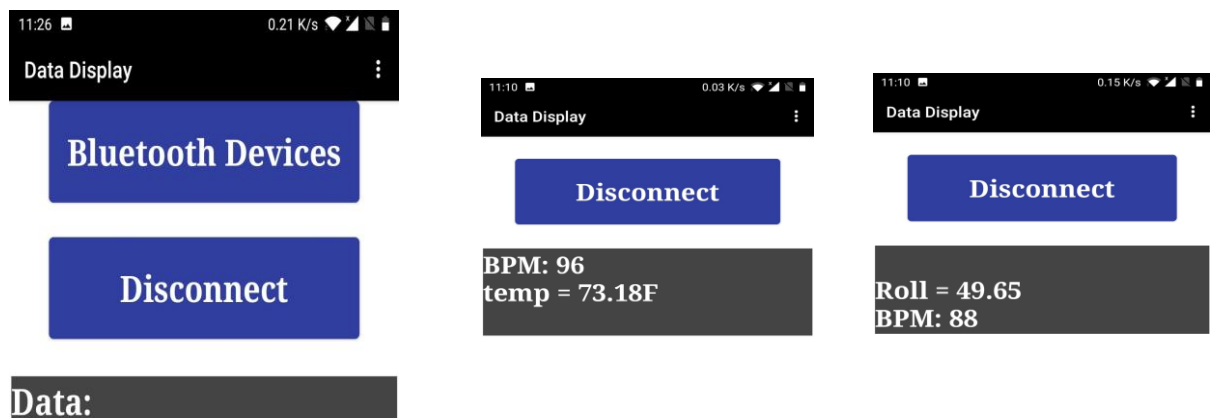 11:26 0.21 K/s
Data Display
Bluetooth Devices
Disconnect
Data:
11:10 0.03 K/s
Data Display
Disconnect
BPM: 96
temp = 73.18F
11:10 0.15 K/s
Data Display
Disconnect
Roll = 49.65
BPM: 88